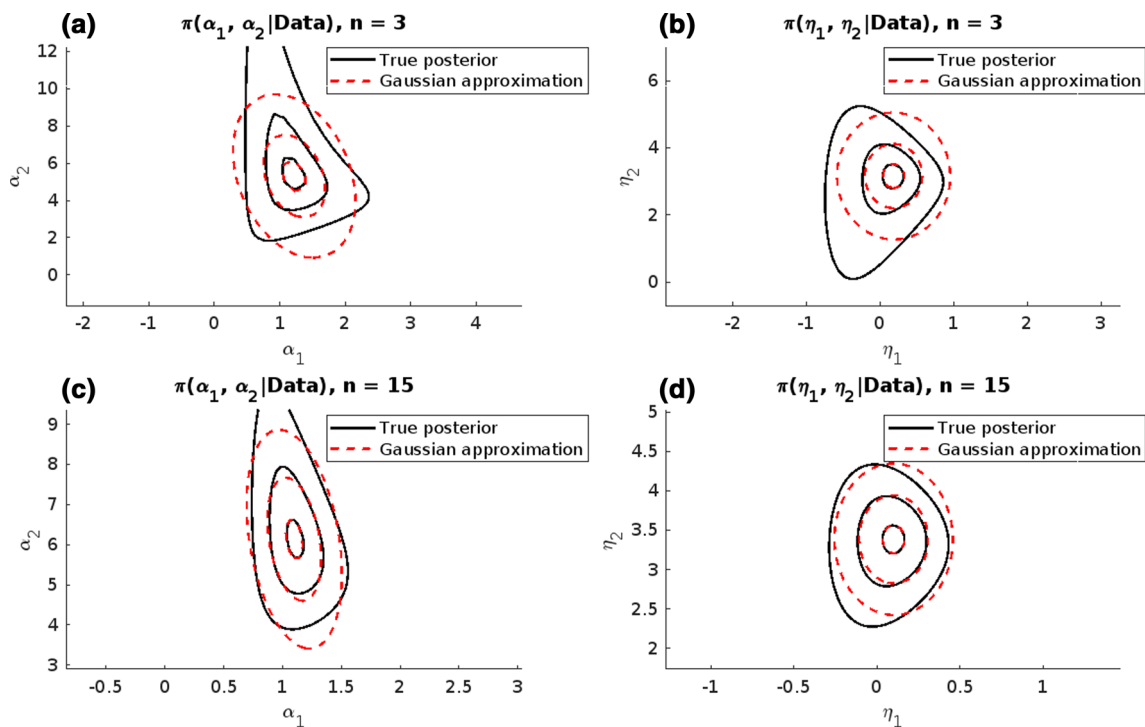 (a)
π(α₁, α₂|Data), n = 3
True posterior
Gaussian approximation
12
10
8
6
4
2
0
α₂
-2 -1 0 1 2 3 4
α₁
(b)
π(η₁, η₂|Data), n = 3
True posterior
Gaussian approximation
6
4
2
0
η₂
-2 -1 0 1 2 3
η₁
(c)
π(α₁, α₂|Data), n = 15
True posterior
Gaussian approximation
9
8
7
6
5
4
3
α₂
-0.5 0 0.5 1 1.5 2 2.5 3
α₁
(d)
π(η₁, η₂|Data), n = 15
True posterior
Gaussian approximation
5
4.5
4
3.5
3
2.5
2
η₂
-1 -0.5 0 0.5 1
η₁